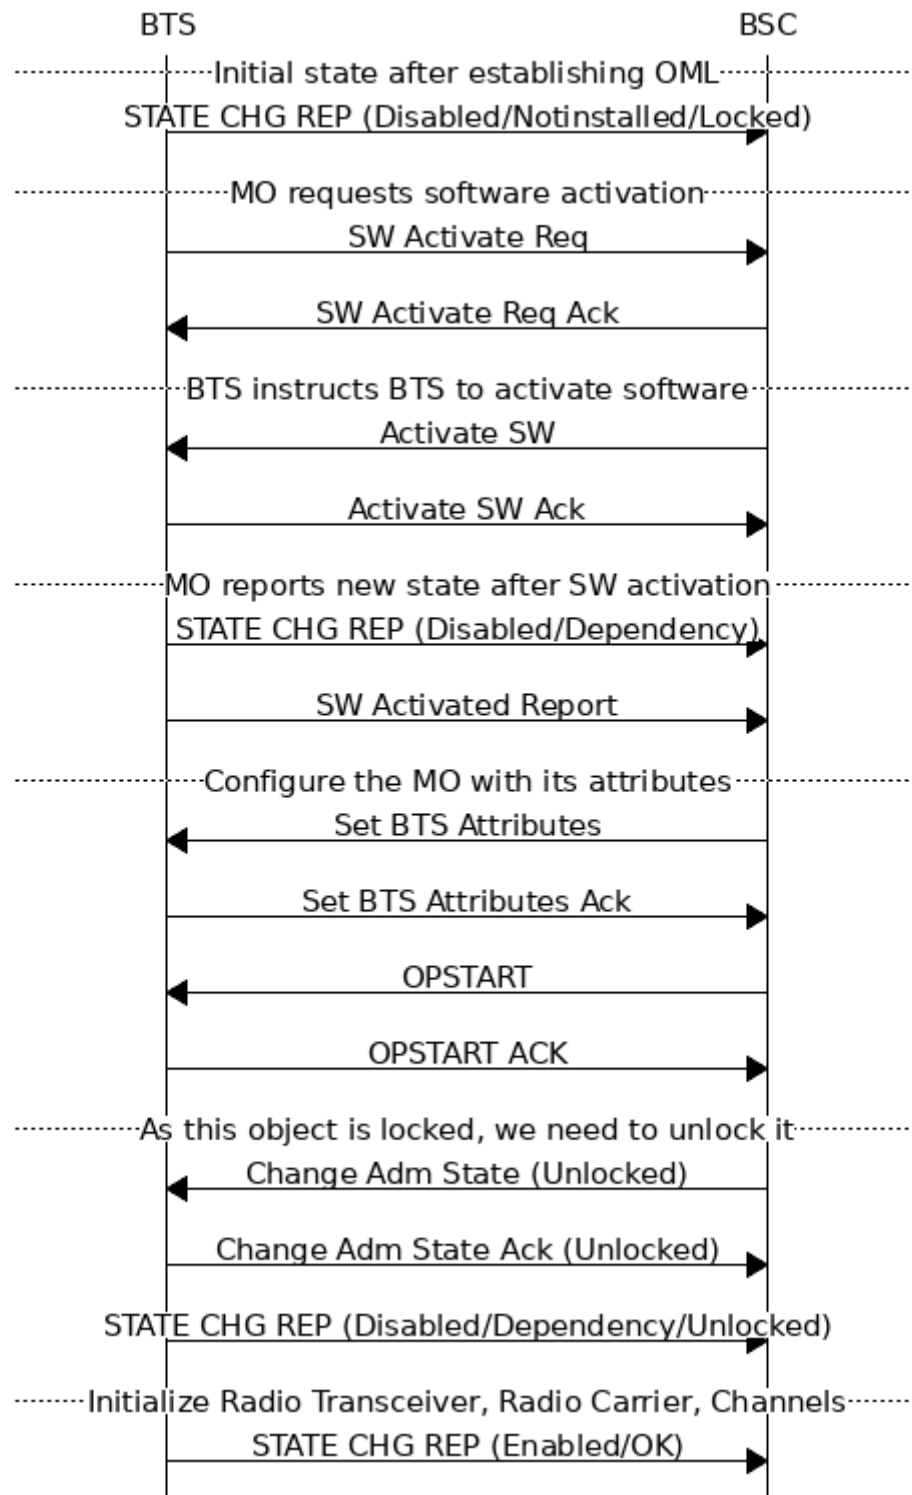 BTS BSC
Initial state after establishing OML
STATE CHG REP (Disabled/Notinstalled/Locked)
MO requests software activation
SW Activate Req
SW Activate Req Ack
BTS instructs BTS to activate software
Activate SW
Activate SW Ack
MO reports new state after SW activation
STATE CHG REP (Disabled/Dependency)
SW Activated Report
Configure the MO with its attributes
Set BTS Attributes
Set BTS Attributes Ack
OPSTART
OPSTART ACK
As this object is locked, we need to unlock it
Change Adm State (Unlocked)
Change Adm State Ack (Unlocked)
STATE CHG REP (Disabled/Dependency/Unlocked)
Initialize Radio Transceiver, Radio Carrier, Channels
STATE CHG REP (Enabled/OK)